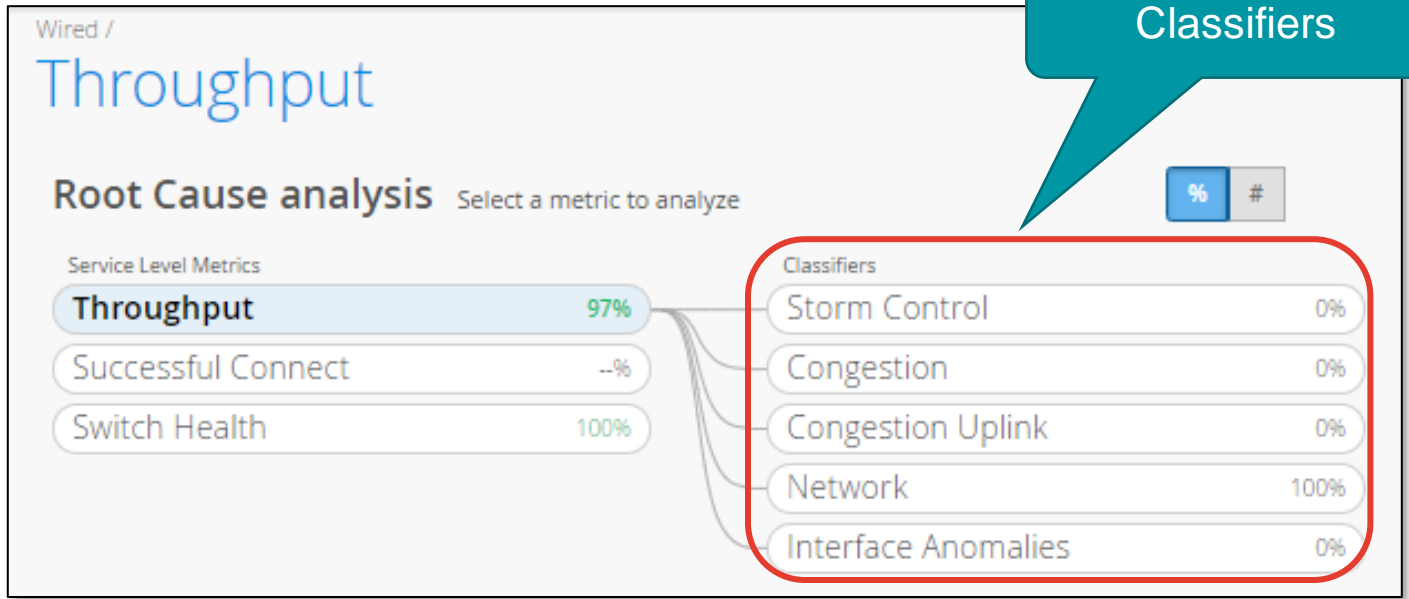 Classifiers
Wired /
Throughput
Root Cause analysis Select a metric to analyze
% #
Service Level Metrics
Throughput 97%
Successful Connect --%
Switch Health 100%
Classifiers
Storm Control 0%
Congestion 0%
Congestion Uplink 0%
Network 100%
Interface Anomalies 0%